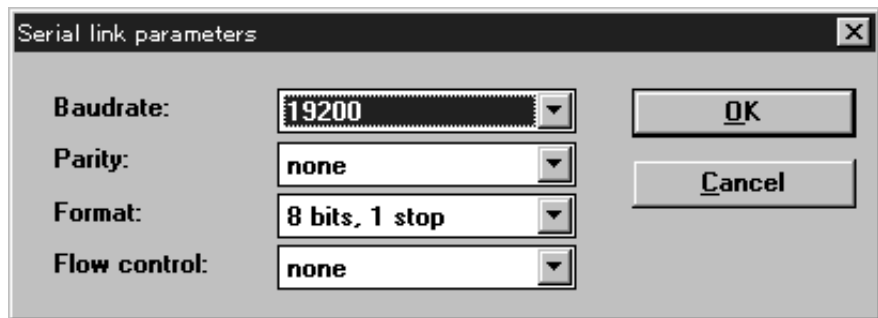 Serial link parameters
Baudrate: 19200 OK
Parity: none
Cancel
Format: 8 bits, 1 stop
Flow control: none